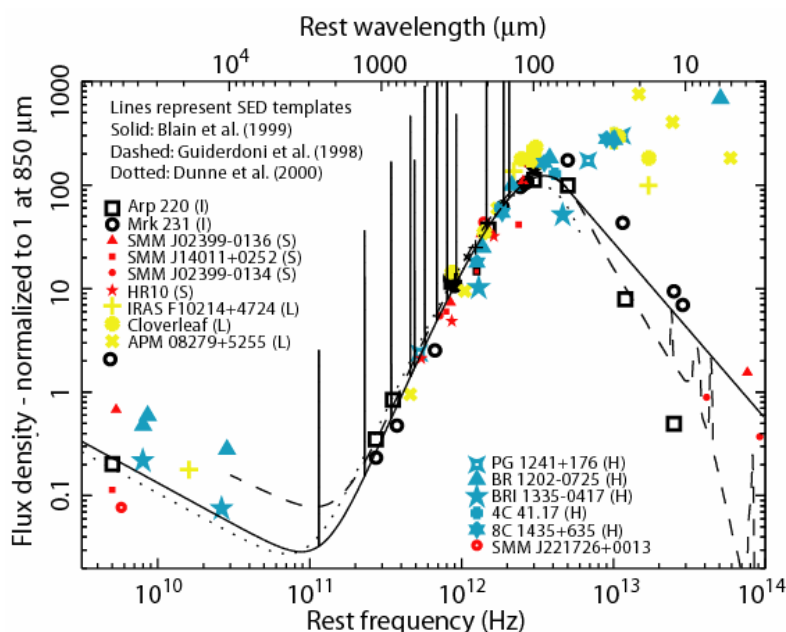 Rest wavelength (μm)
10⁴ 1000 100 10
Flux density - normalized to 1 at 850 μm
1000
100
10
1
0.1
Lines represent SED templates
Solid: Blain et al. (1999)
Dashed: Guiderdoni et al. (1998)
Dotted: Dunne et al. (2000)
Arp 220 (I)
Mrk 231 (I)
SMM J02399-0136 (S)
SMM J14011+0252 (S)
SMM J02399-0134 (S)
HR10 (S)
IRAS F10214+4724 (L)
Cloverleaf (L)
APM 08279+5255 (L)
PG 1241+176 (H)
BR 1202-0725 (H)
BRI 1335-0417 (H)
4C 41.17 (H)
8C 1435+635 (H)
SMM J221726+0013
10¹⁰ 10¹¹ 10¹² 10¹³ 10¹⁴
Rest frequency (Hz)